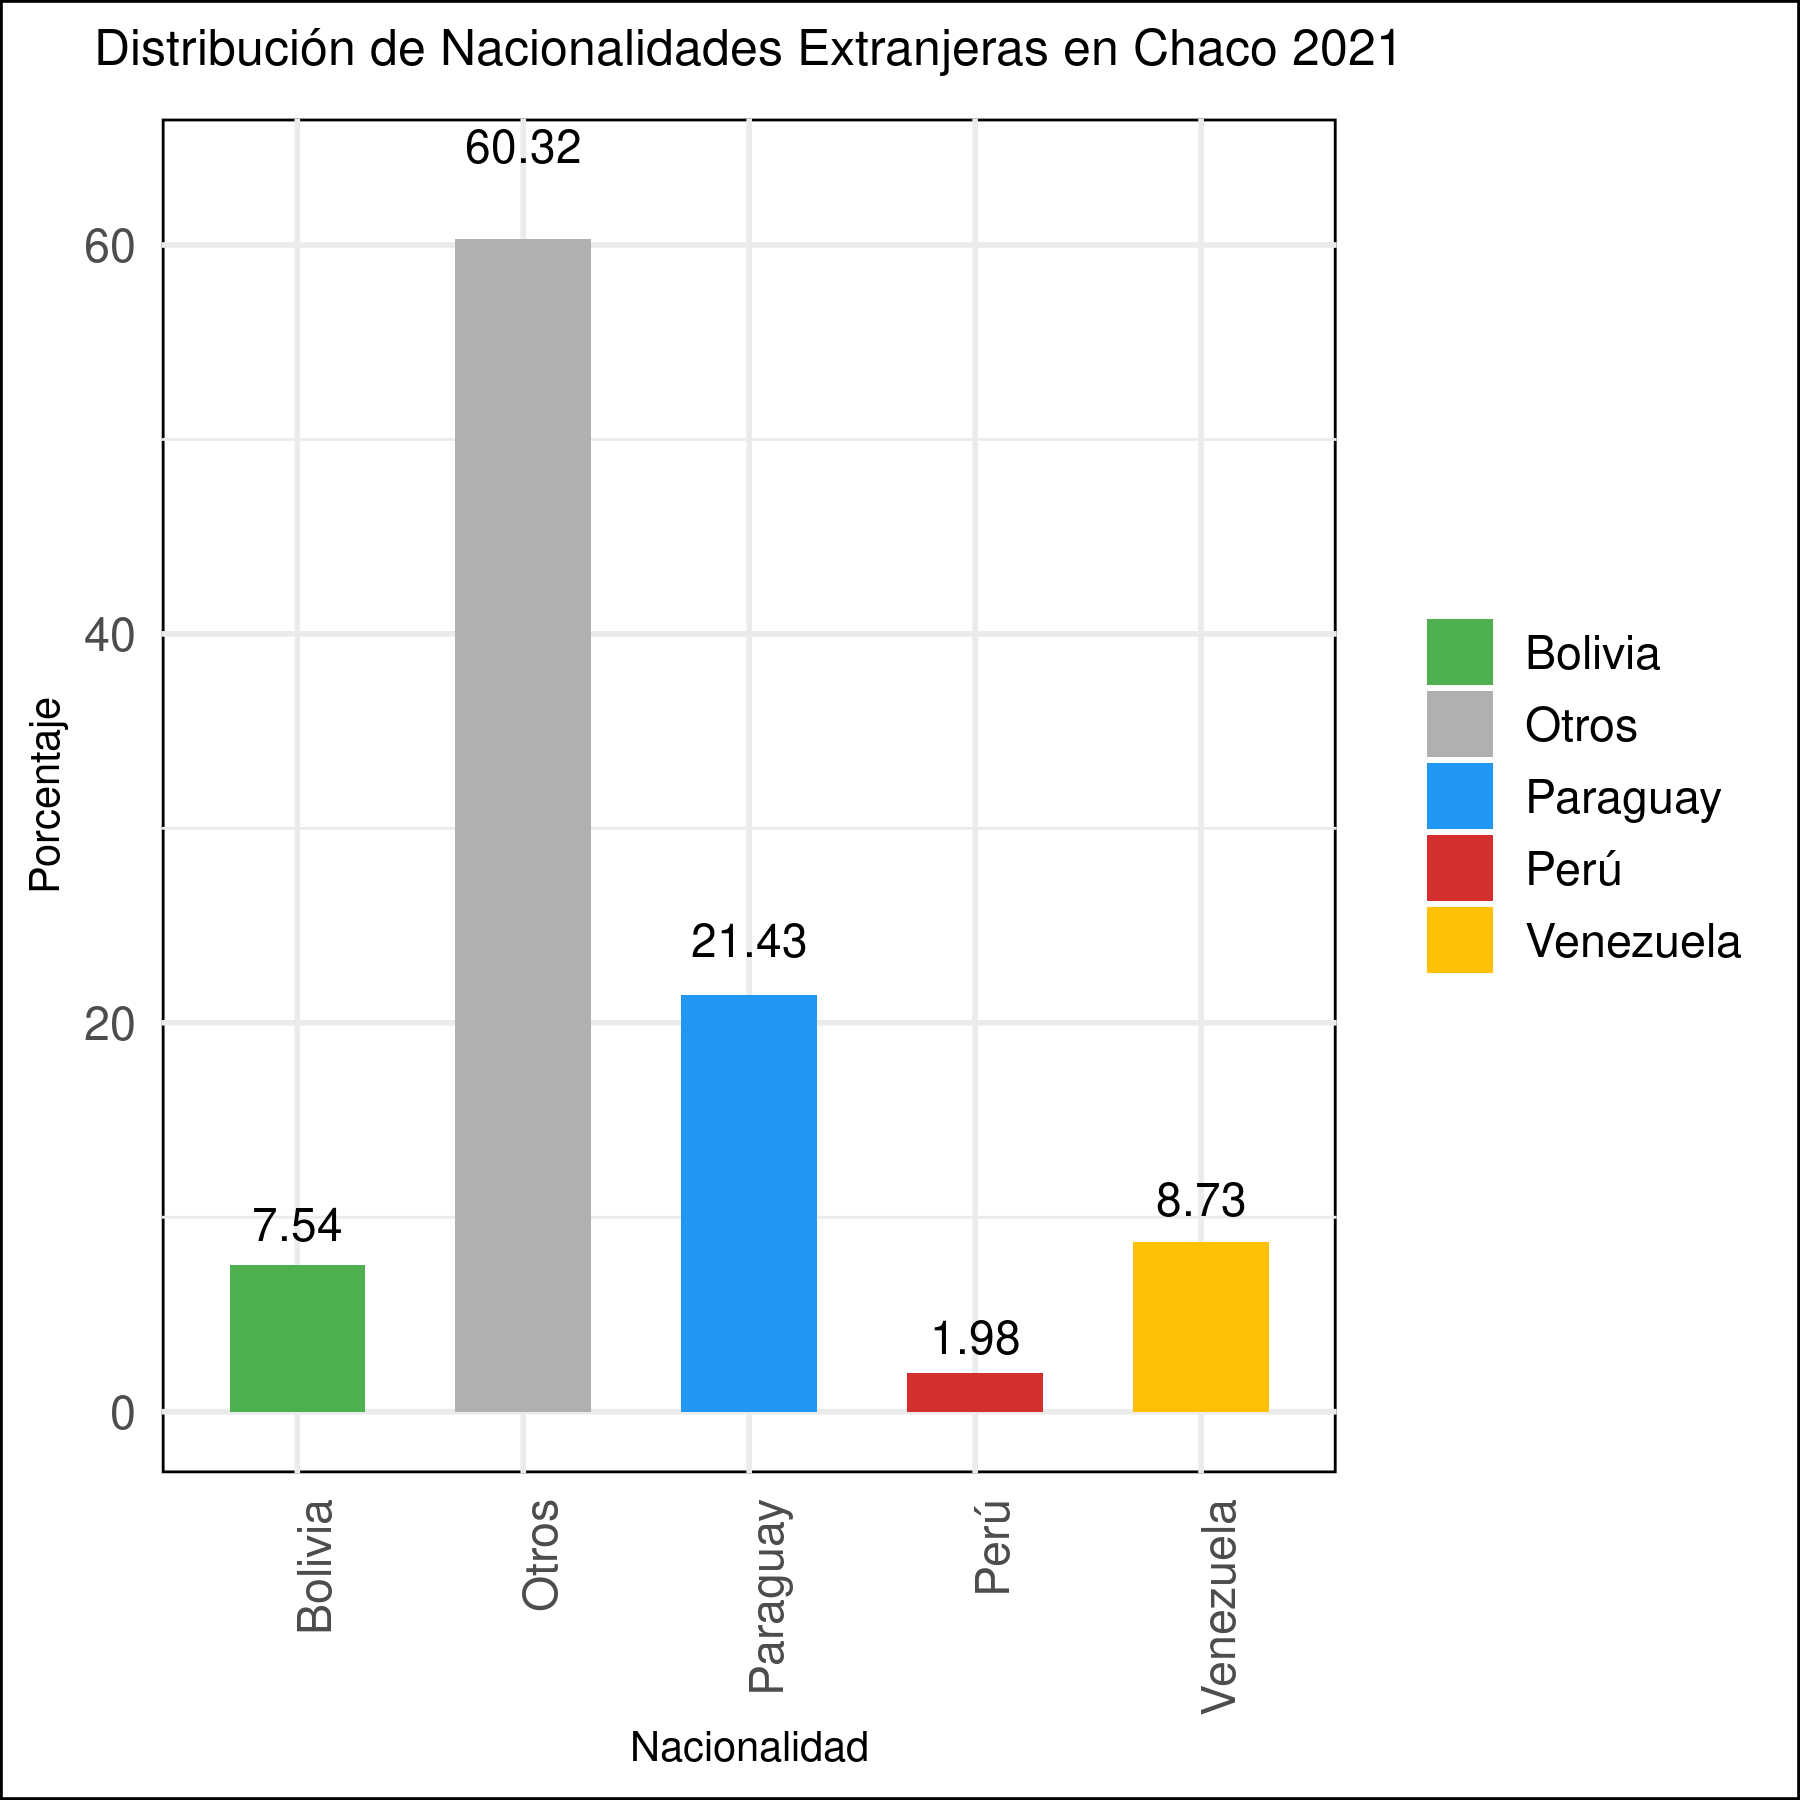 Distribución de Nacionalidades Extranjeras en Chaco 2021
60.32
60
40
21.43
20
8.73
7.54
1.98
0
Porcentaje
Bolivia
Otros
Paraguay
Perú
Venezuela
Nacionalidad
Bolivia
Otros
Paraguay
Perú
Venezuela